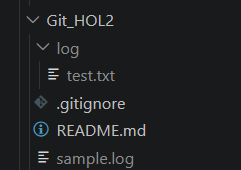 Git_HOL2
log
test.txt
.gitignore
README.md
sample.log